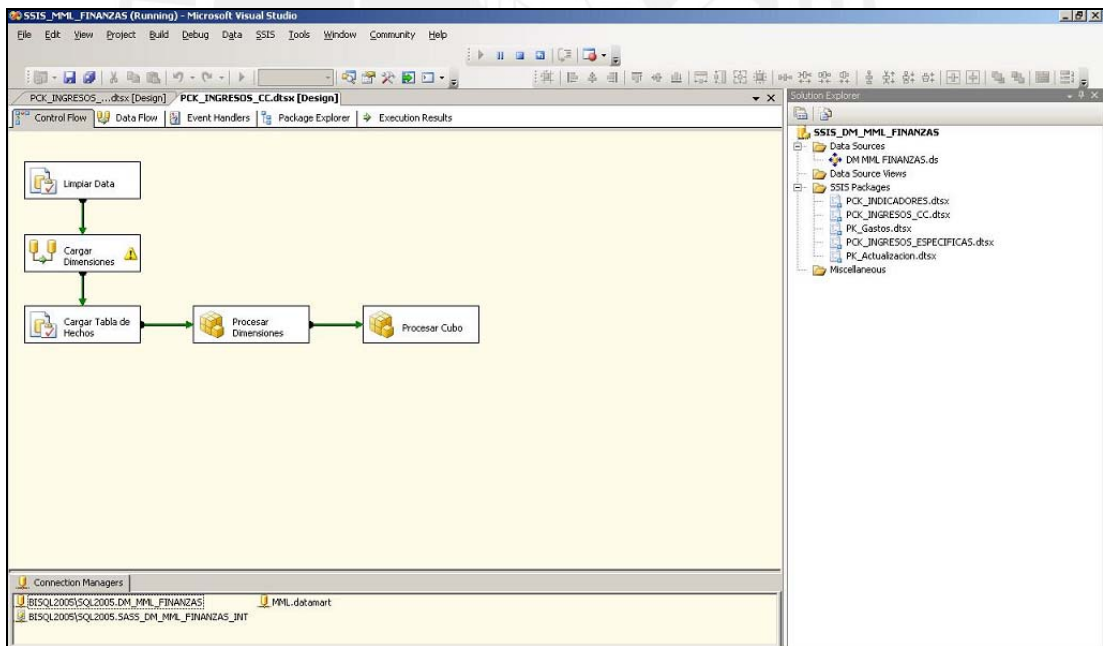 SSIS_MML_FINANZAS (Running) - Microsoft Visual Studio
File Edit View Project Build Debug Data SSIS Tools Window Community Help
PCK_INGRESOS_...dtsx [Design] PCK_INGRESOS_CC.dtsx [Design]
Control Flow Data Flow Event Handlers Package Explorer Execution Results
Limpiar Data
Cargar
Dimensiones
Cargar Tabla de
Hechos
Procesar
Dimensiones
Procesar Cubo
Connection Managers
BISQL2005\SQL2005.DM_MML_FINANZAS MML.datamart
BISQL2005\SQL2005.SASS_DM_MML_FINANZAS_INT
Solution Explorer
SSIS_DM_MML_FINANZAS
Data Sources
DM MML FINANZAS.ds
Data Source Views
SSIS Packages
PCK_INDICADORES.dtsx
PCK_INGRESOS_CC.dtsx
PK_Gastos.dtsx
PCK_INGRESOS_ESPECIFICAS.dtsx
PK_Actualizacion.dtsx
Miscellaneous